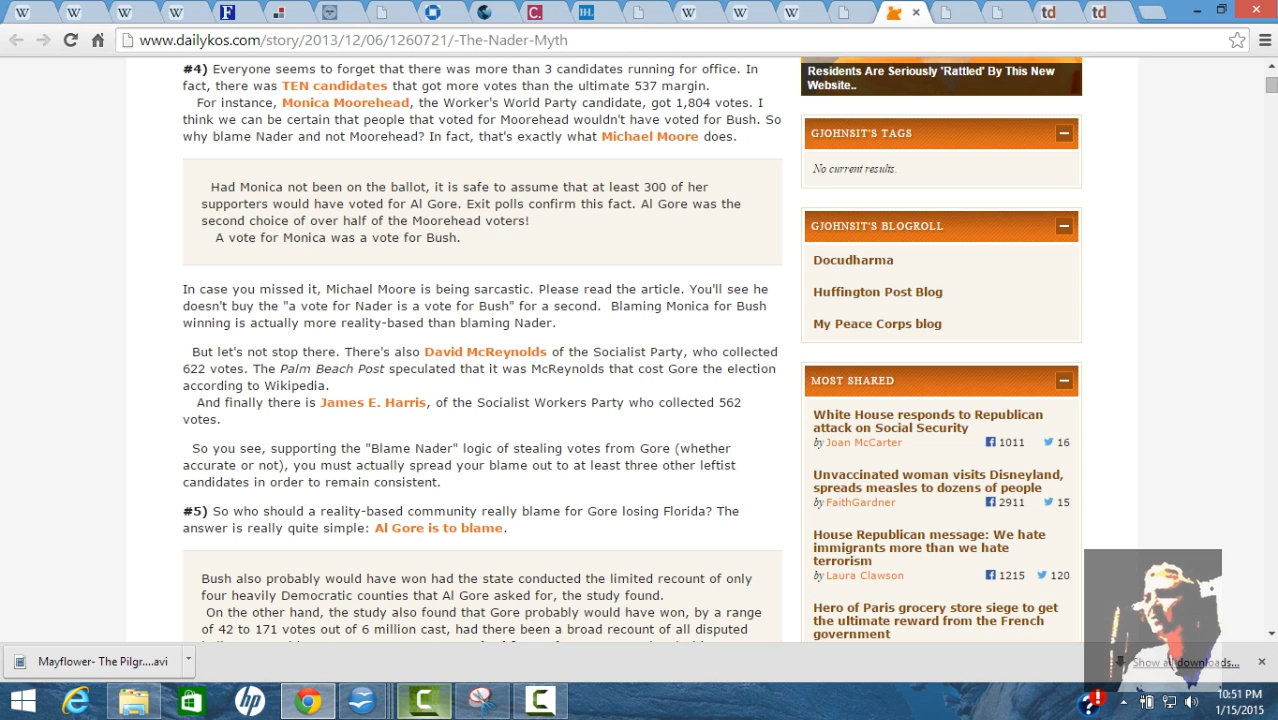 www.dailykos.com/story/2013/12/06/1260721/-The-Nader-Myth
#4) Everyone seems to forget that there was more than 3 candidates running for office. In
fact, there was TEN candidates that got more votes than the ultimate 537 margin.
For instance, Monica Moorehead, the Worker's World Party candidate, got 1,804 votes. I
think we can be certain that people that voted for Moorehead wouldn't have voted for Bush. So
why blame Nader and not Moorehead? In fact, that's exactly what Michael Moore does.
Had Monica not been on the ballot, it is safe to assume that at least 300 of her
supporters would have voted for Al Gore. Exit polls confirm this fact. Al Gore was the
second choice of over half of the Moorehead voters!
A vote for Monica was a vote for Bush.
In case you missed it, Michael Moore is being sarcastic. Please read the article. You'll see he
doesn't buy the "a vote for Nader is a vote for Bush" for a second. Blaming Monica for Bush
winning is actually more reality-based than blaming Nader.
But let's not stop there. There's also David McReynolds of the Socialist Party, who collected
622 votes. The Palm Beach Post speculated that it was McReynolds that cost Gore the election
according to Wikipedia.
And finally there is James E. Harris, of the Socialist Workers Party who collected 562
votes.
So you see, supporting the "Blame Nader" logic of stealing votes from Gore (whether
accurate or not), you must actually spread your blame out to at least three other leftist
candidates in order to remain consistent.
#5) So who should a reality-based community really blame for Gore losing Florida? The
answer is really quite simple: Al Gore is to blame.
Bush also probably would have won had the state conducted the limited recount of only
four heavily Democratic counties that Al Gore asked for, the study found.
On the other hand, the study also found that Gore probably would have won, by a range
of 42 to 171 votes out of 6 million cast, had there been a broad recount of all disputed
Residents Are Seriously 'Rattled' By This New
Website..
GJOHNSIT'S TAGS
No current results.
GJOHNSIT'S BLOGROLL
Docudharma
Huffington Post Blog
My Peace Corps blog
MOST SHARED
White House responds to Republican
attack on Social Security
by Joan McCarter 1011 16
Unvaccinated woman visits Disneyland,
spreads measles to dozens of people
by FaithGardner 2911 15
House Republican message: We hate
immigrants more than we hate
terrorism
by Laura Clawson 1215 120
Hero of Paris grocery store siege to get
the ultimate reward from the French
government
Mayflower- The Pilgr....avi
Show all downloads...
10:51 PM
1/15/2015